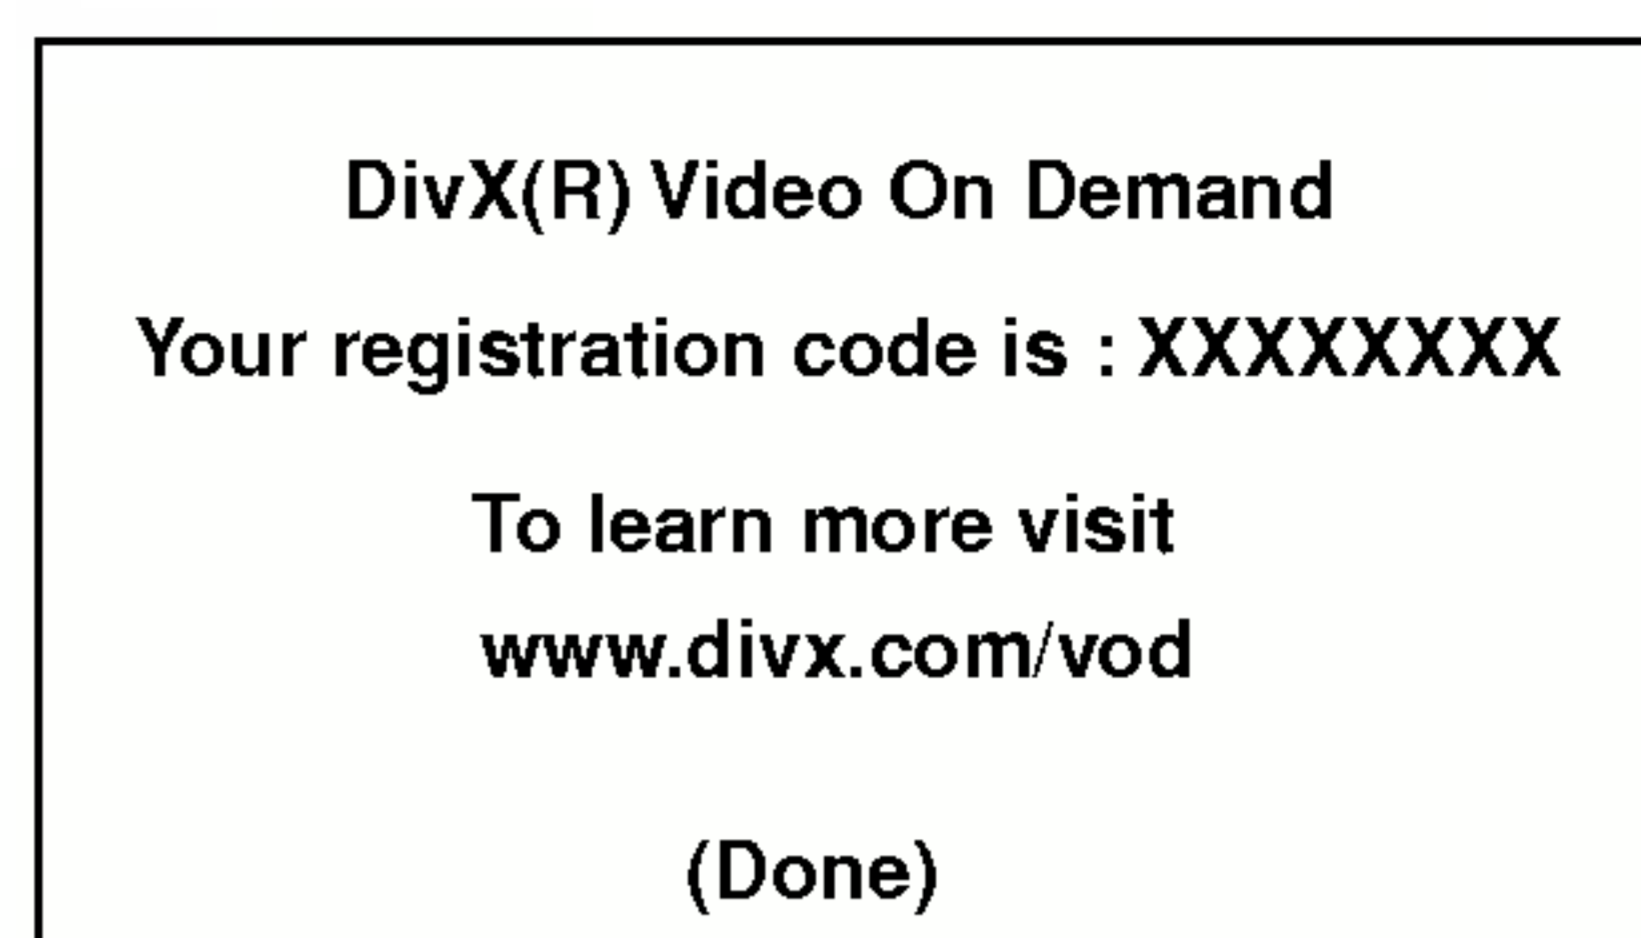 DivX(R) Video On Demand
Your registration code is : XXXXXXXX
To learn more visit
www.divx.com/vod
(Done)